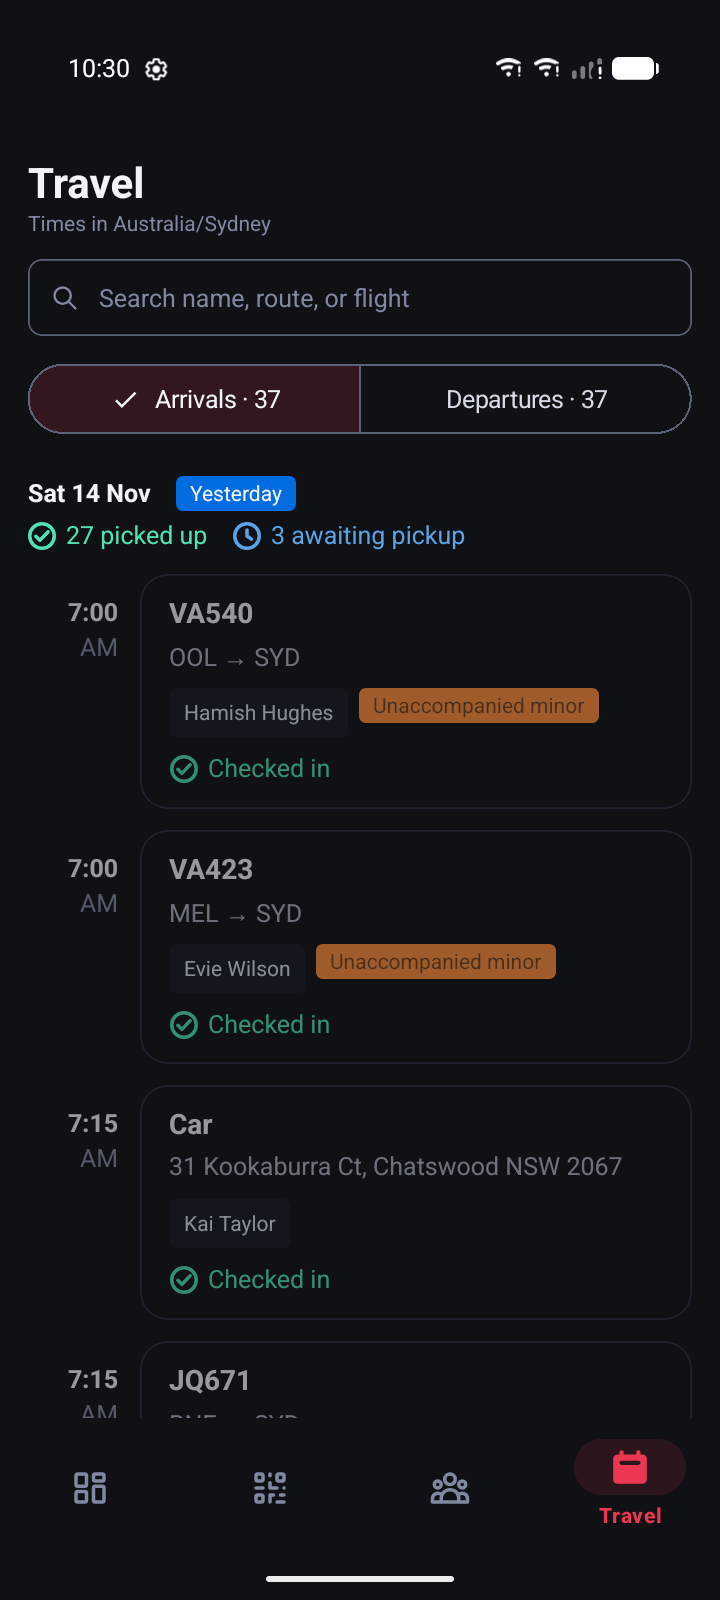 10:30
Travel
Times in Australia/Sydney
Search name, route, or flight
Arrivals · 37
Departures · 37
Sat 14 Nov
Yesterday
27 picked up
3 awaiting pickup
7:00
AM
VA540
OOL → SYD
Hamish Hughes
Unaccompanied minor
Checked in
7:00
AM
VA423
MEL → SYD
Evie Wilson
Unaccompanied minor
Checked in
7:15
AM
Car
31 Kookaburra Ct, Chatswood NSW 2067
Kai Taylor
Checked in
7:15
AM
JQ671
Travel